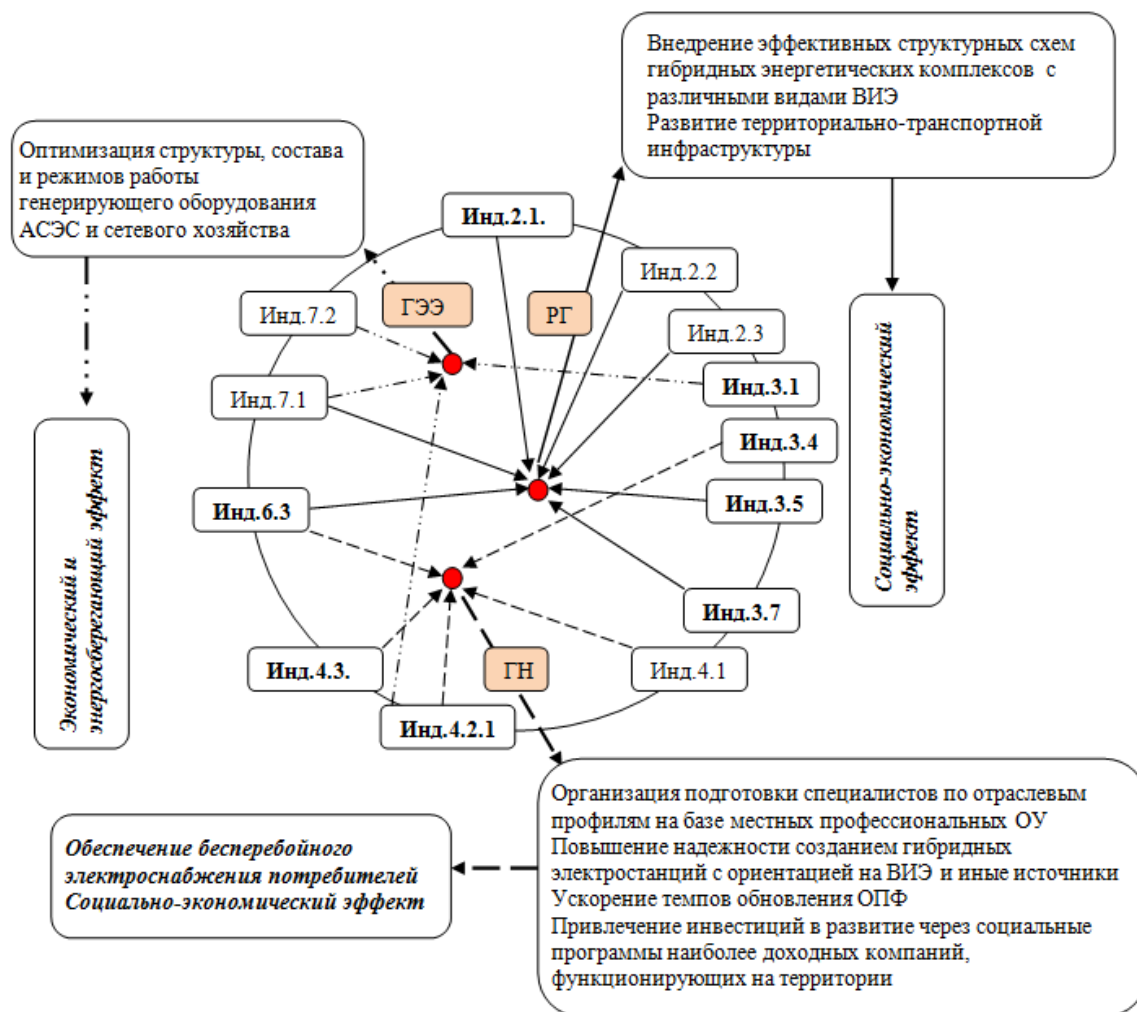 Внедрение эффективных структурных схем
гибридных энергетических комплексов с
различными видами ВИЭ
Развитие территориально-транспортной
инфраструктуры
Оптимизация структуры, состава
и режимов работы
генерирующего оборудования
АСЭС и сетевого хозяйства
Инд.2.1.
Инд.2.2
Инд.7.2
ГЭЭ
РГ
Инд.2.3
Инд.7.1
Инд.3.1
Инд.3.4
Инд.6.3
Инд.3.5
Инд.3.7
Инд.4.3.
ГН
Инд.4.1
Инд.4.2.1
Экономический и
энергосберегающий эффект
Социально-экономический
эффект
Организация подготовки специалистов по отраслевым
профилям на базе местных профессиональных ОУ
Повышение надежности созданием гибридных
электростанций с ориентацией на ВИЭ и иные источники
Ускорение темпов обновления ОПФ
Привлечение инвестиций в развитие через социальные
программы наиболее доходных компаний,
функционирующих на территории
Обеспечение бесперебойного
электроснабжения потребителей
Социально-экономический эффект